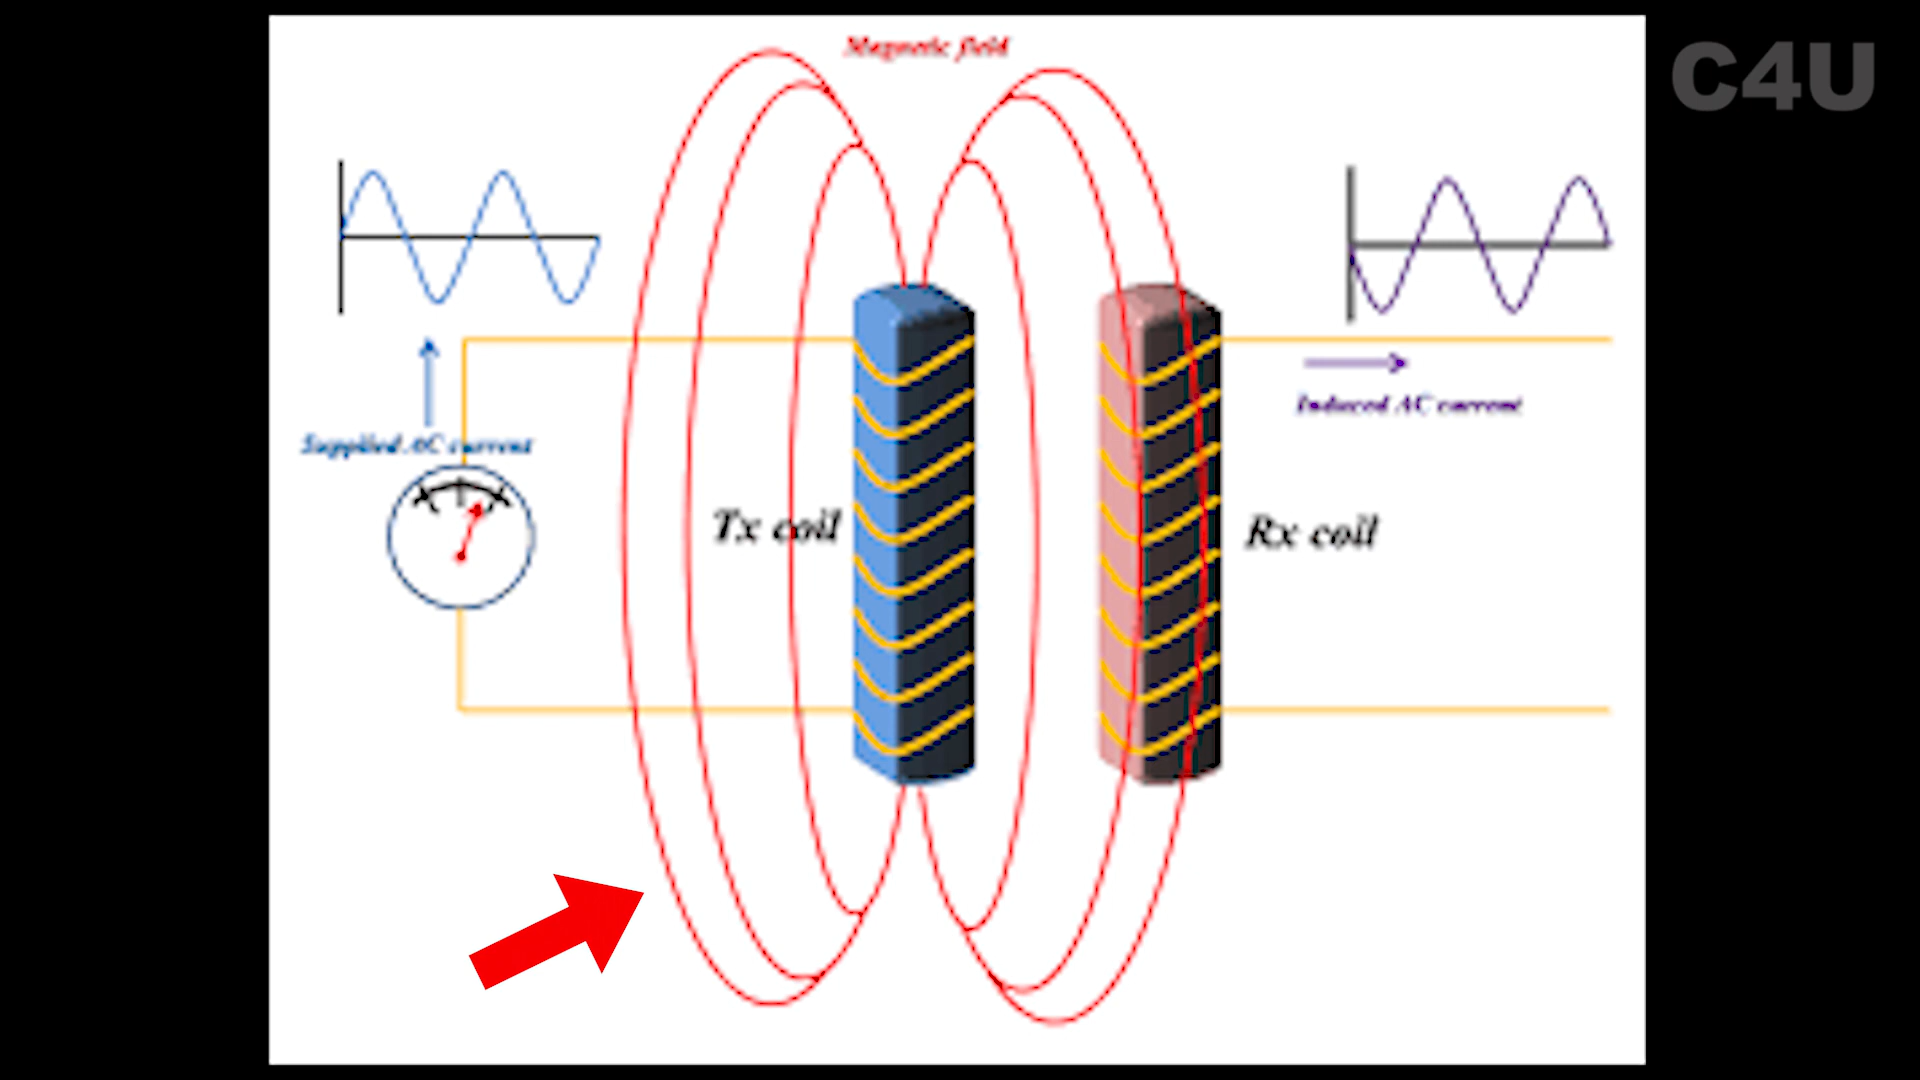 C4U
Magnetic field
Supplied AC current
Induced AC current
Tx coil
Rx coil